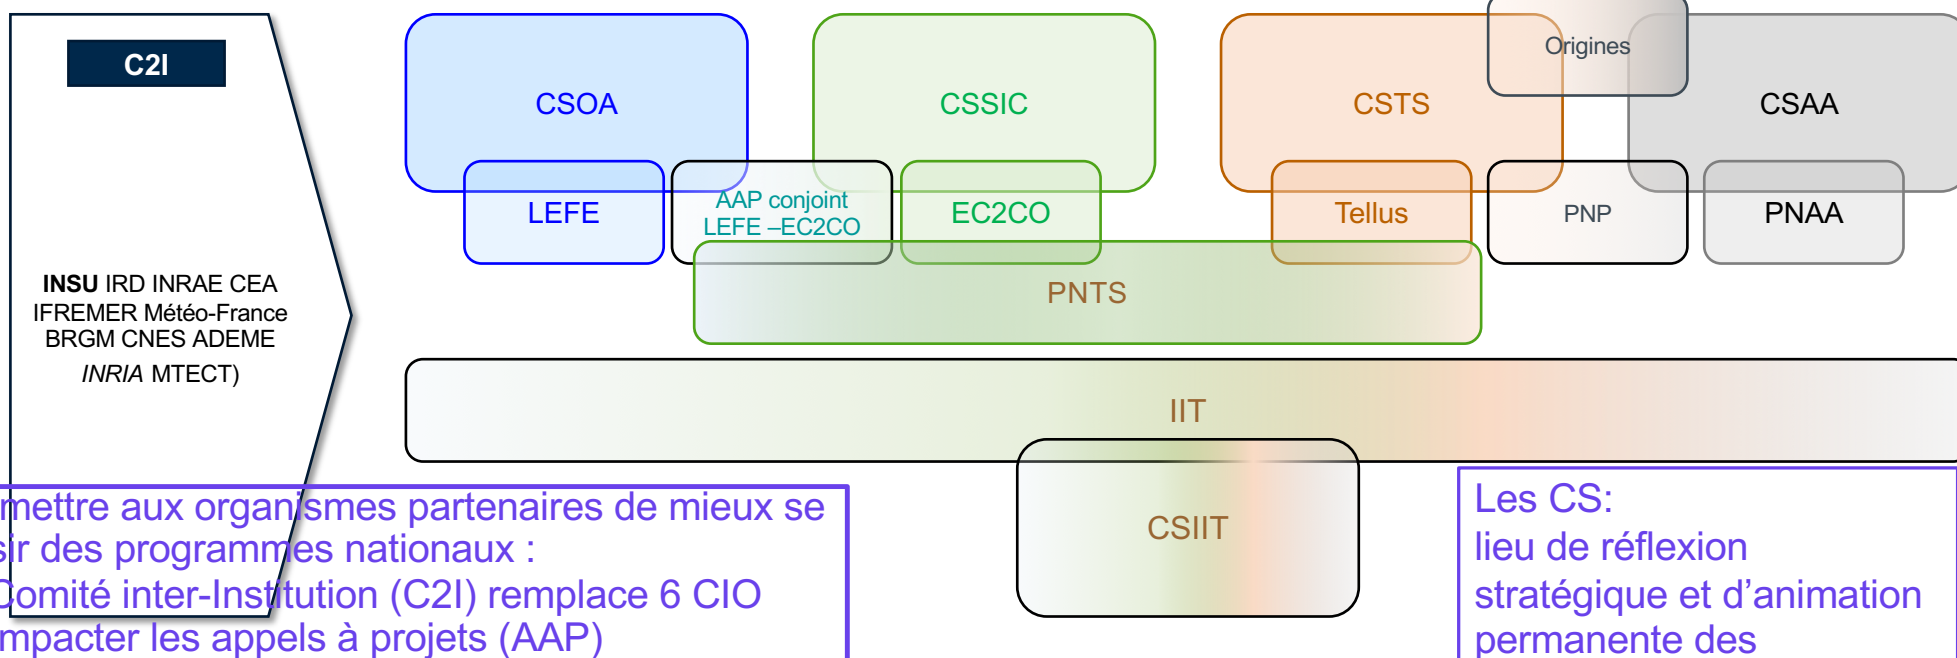 C2I
INSU IRD INRAE CEA
IFREMER Météo-France
BRGM CNES ADEME
INRIA MTECT)
CSOA
CSSIC
CSTS
Origines
CSAA
LEFE
AAP conjoint
LEFE –EC2CO
EC2CO
Tellus
PNP
PNAA
PNTS
IIT
CSIIT
mettre aux organismes partenaires de mieux se
sir des programmes nationaux :
Comité inter-Institution (C2I) remplace 6 CIO
mpacter les appels à projets (AAP)
Les CS:
lieu de réflexion
stratégique et d’animation
permanente des